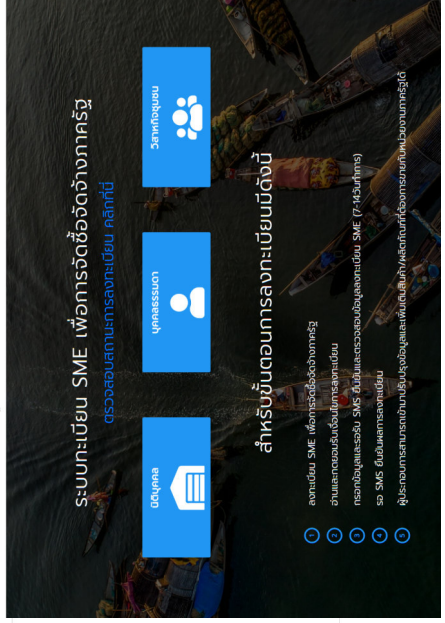 ระบบทะเบียน SME เพื่อการจัดซื้อจัดจ้างภาครัฐ
ตรวจสอบสถานะการลงทะเบียน คลิกที่นี่
นิติบุคคล
บุคคลธรรมดา
วิสาหกิจชุมชน
สำหรับขั้นตอนการลงทะเบียนมีดังนี้
1 ลงทะเบียน SME เพื่อการจัดซื้อจัดจ้างภาครัฐ
2 อ่านและกดยอมรับเงื่อนไขการลงทะเบียน
3 กรอกข้อมูลและรอรับ SMS ยืนยันและตรวจสอบข้อมูลลงทะเบียน SME (7-14วันทำการ)
4 รอ SMS ยืนยันผลการลงทะเบียน
5 ผู้ประกอบการสามารถเข้ามาปรับปรุงข้อมูลและเพิ่มเติมสินค้า/ผลิตภัณฑ์ที่ต้องการขายกับหน่วยงานภาครัฐได้